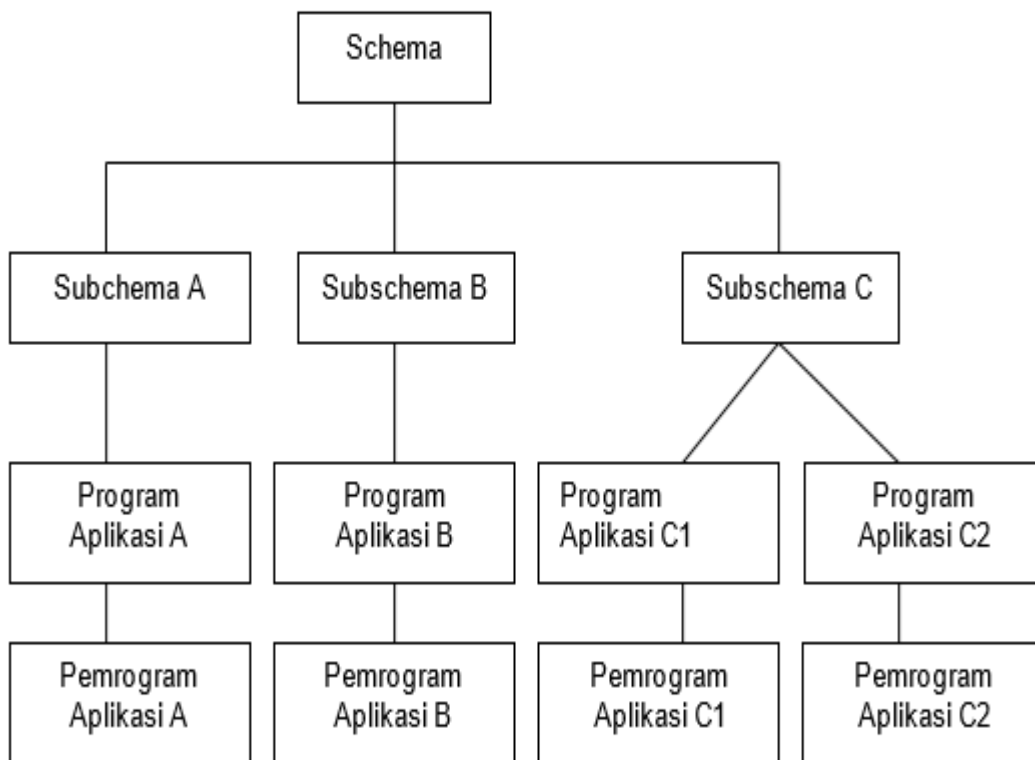 Schema
Subchema A
Subschema B
Subschema C
Program
Aplikasi A
Program
Aplikasi B
Program
Aplikasi C1
Program
Aplikasi C2
Pemrogram
Aplikasi A
Pemrogram
Aplikasi B
Pemrogram
Aplikasi C1
Pemrogram
Aplikasi C2